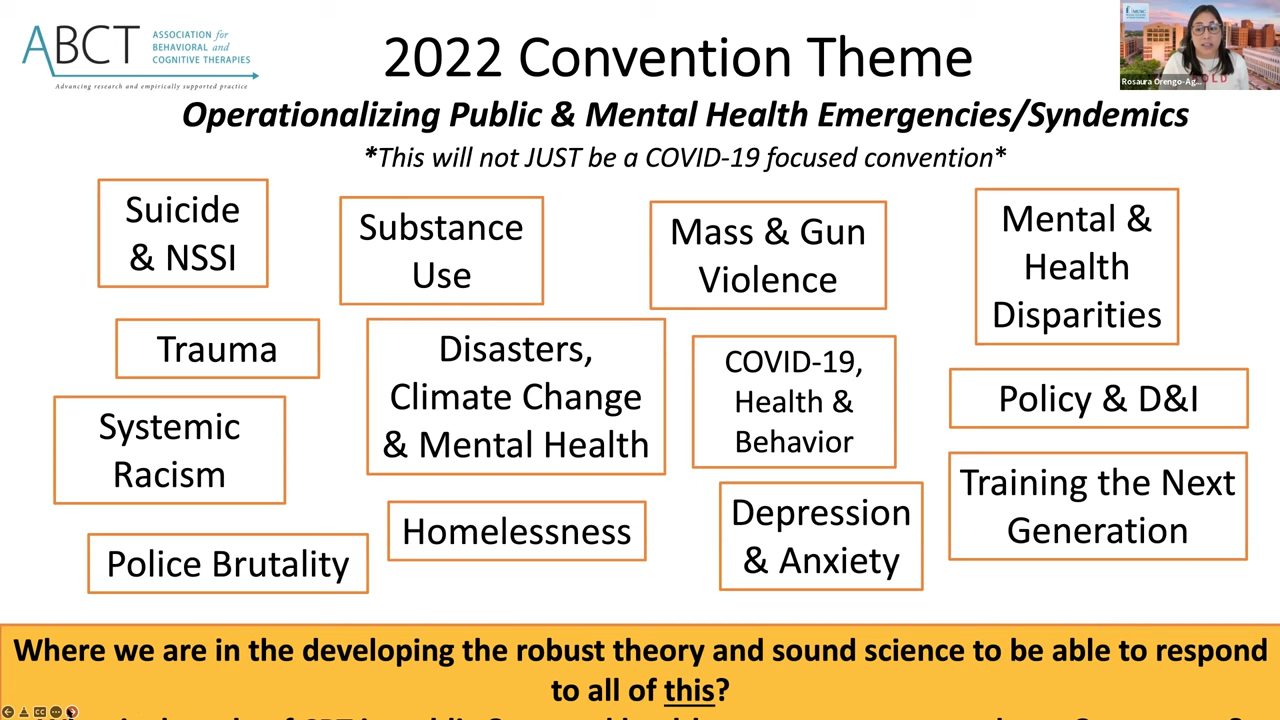 ABCT
ASSOCIATION for
BEHAVIORAL and
COGNITIVE THERAPIES
Advancing research and empirically supported practice
2022 Convention Theme
Rosaura Orengo-Ag...
Operationalizing Public & Mental Health Emergencies/Syndemics
*This will not JUST be a COVID-19 focused convention*
Suicide
& NSSI
Substance
Use
Mass & Gun
Violence
Mental &
Health
Disparities
Trauma
Disasters,
Climate Change
& Mental Health
COVID-19,
Health &
Behavior
Policy & D&I
Systemic
Racism
Training the Next
Generation
Homelessness
Depression
& Anxiety
Police Brutality
Where we are in the developing the robust theory and sound science to be able to respond
to all of this?